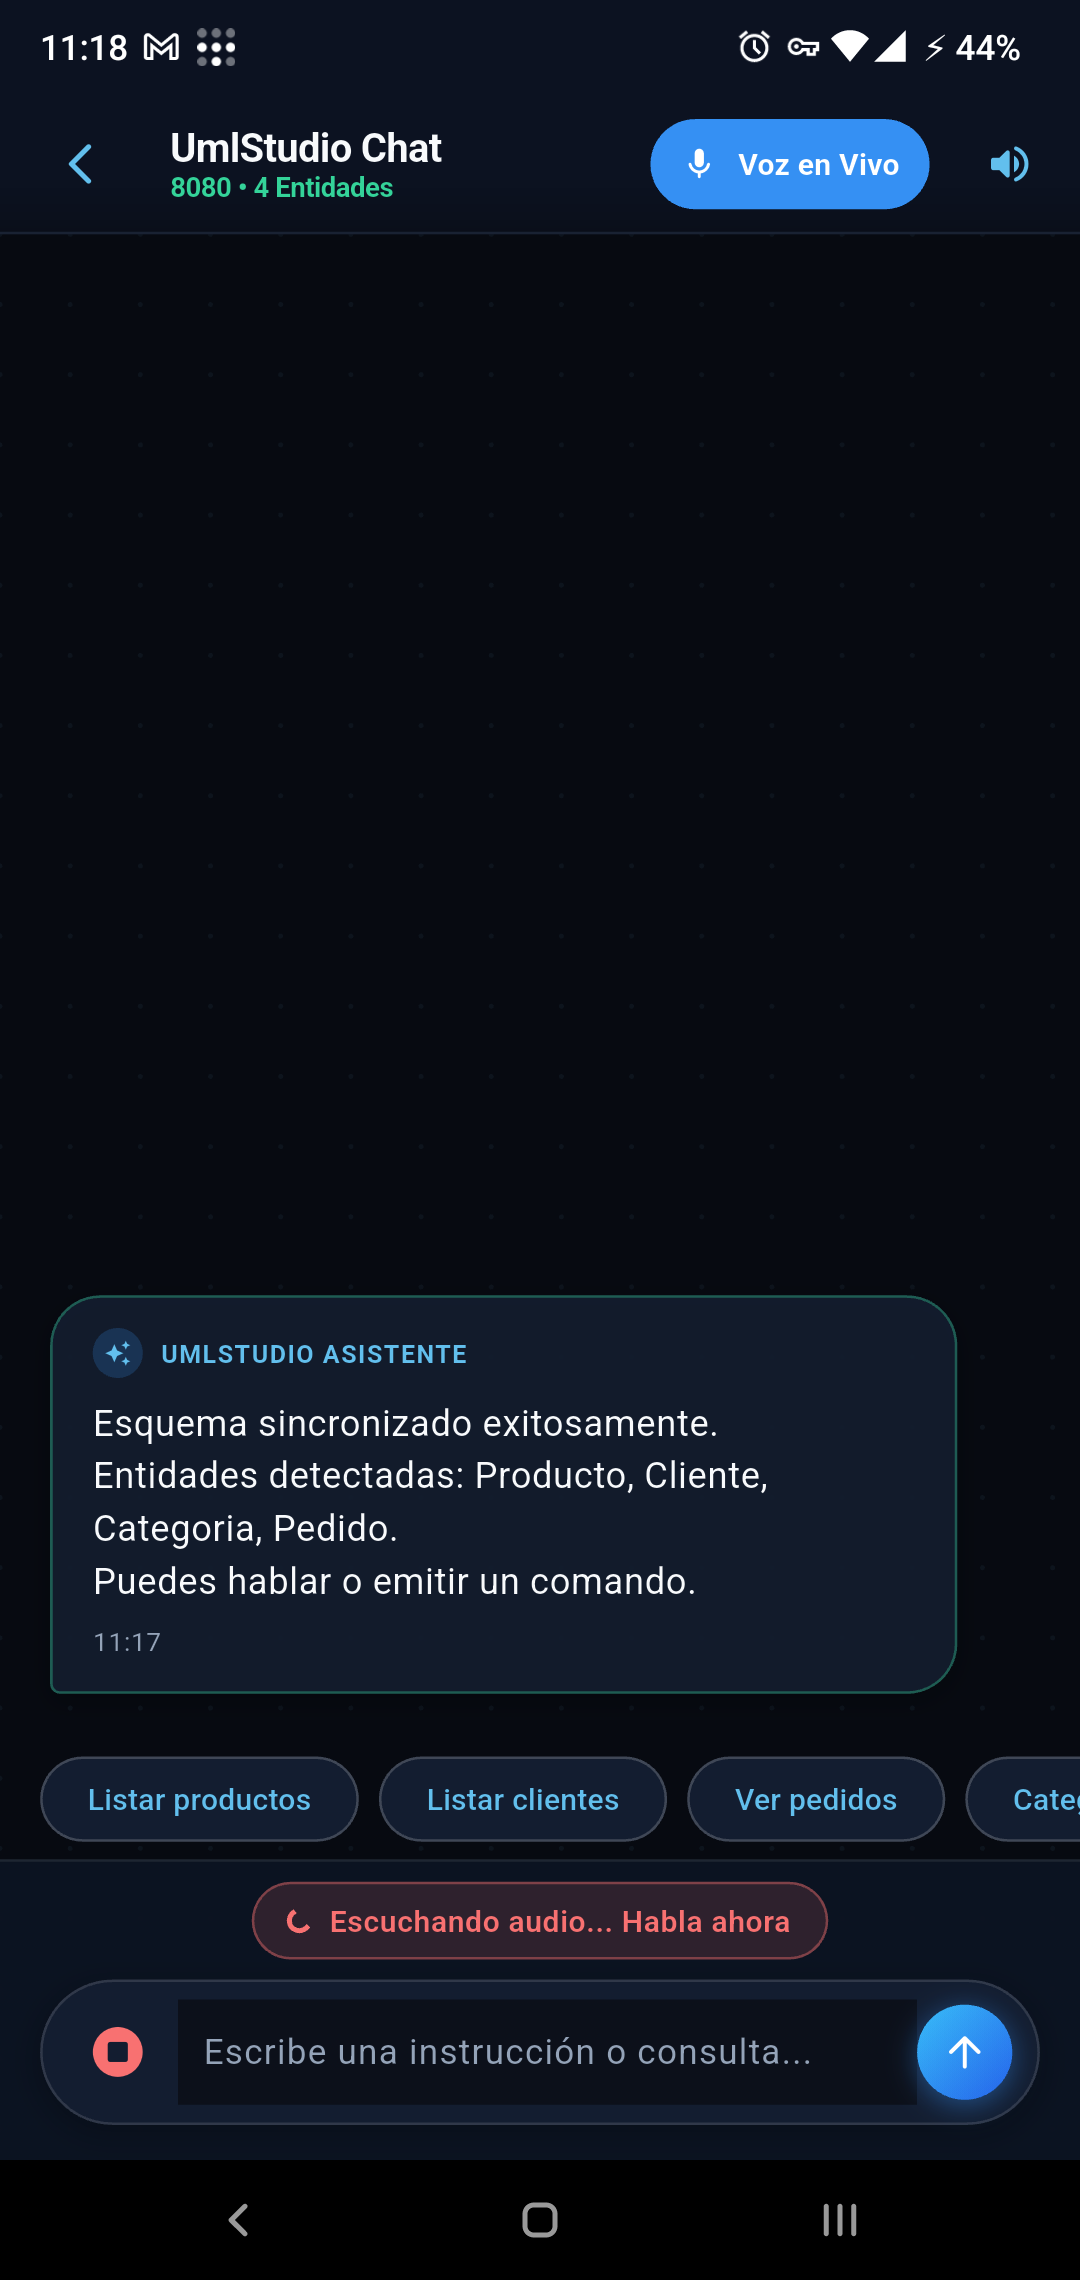 11:18
44%
UmlStudio Chat
8080 • 4 Entidades
Voz en Vivo
UMLSTUDIO ASISTENTE
Esquema sincronizado exitosamente.
Entidades detectadas: Producto, Cliente,
Categoria, Pedido.
Puedes hablar o emitir un comando.
11:17
Listar productos
Listar clientes
Ver pedidos
Escuchando audio... Habla ahora
Escribe una instrucción o consulta...